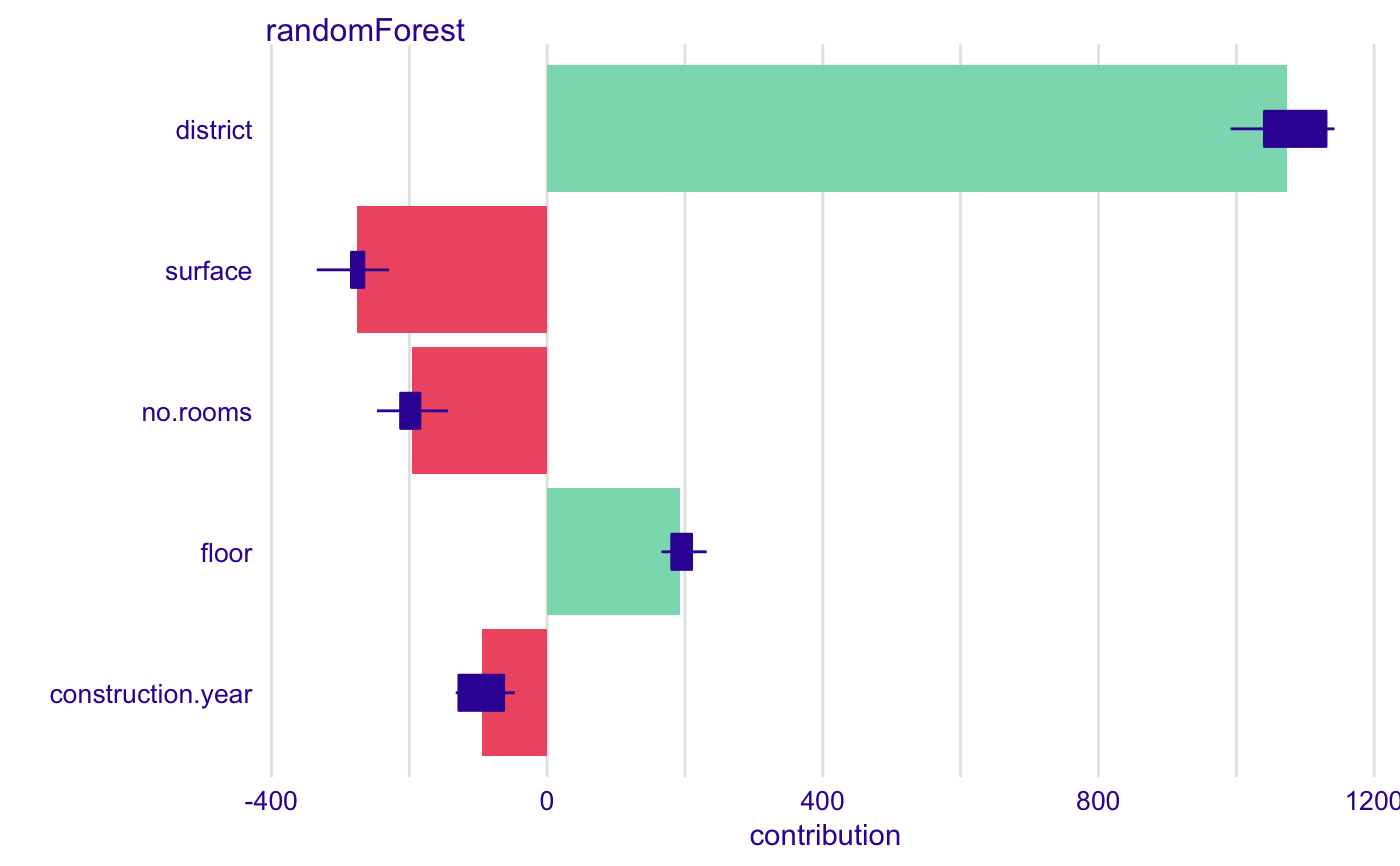 randomForest
district
surface
no.rooms
floor
construction.year
-400 0 400 800 1200
contribution